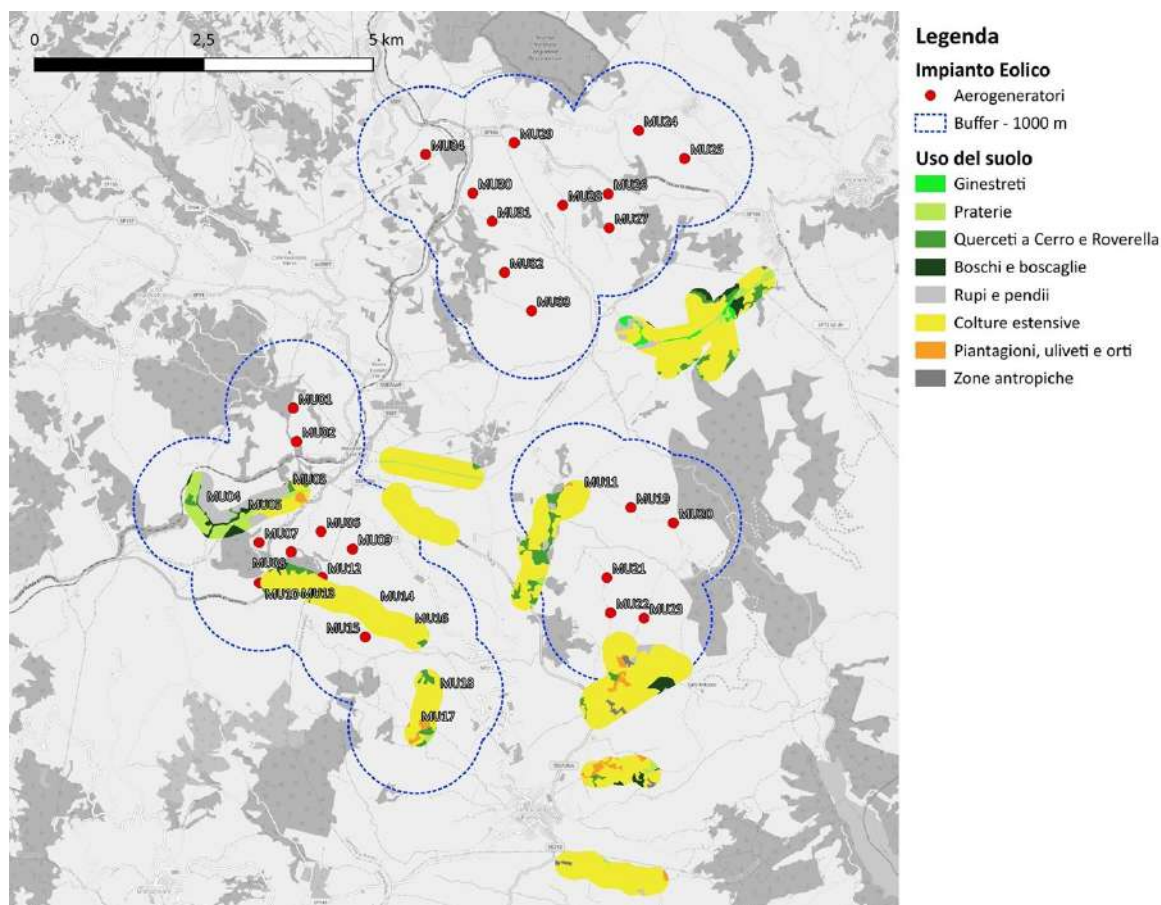 0 2,5 5 km
Legenda
Impianto Eolico
Aerogeneratori
Buffer - 1000 m
Uso del suolo
Ginestreti
Praterie
Querceti a Cerro e Roverella
Boschi e boscaglie
Rupi e pendii
Colture estensive
Piantagioni, uliveti e orti
Zone antropiche
MU24
MU29
MU34
MU25
MU30
MU26
MU28
MU31
MU27
MU32
MU33
MU01
MU02
MU03
MU11
MU04
MU05
MU19
MU20
MU06
MU07
MU09
MU08
MU12
MU21
MU10
MU13
MU14
MU22
MU23
MU16
MU15
MU18
MU17